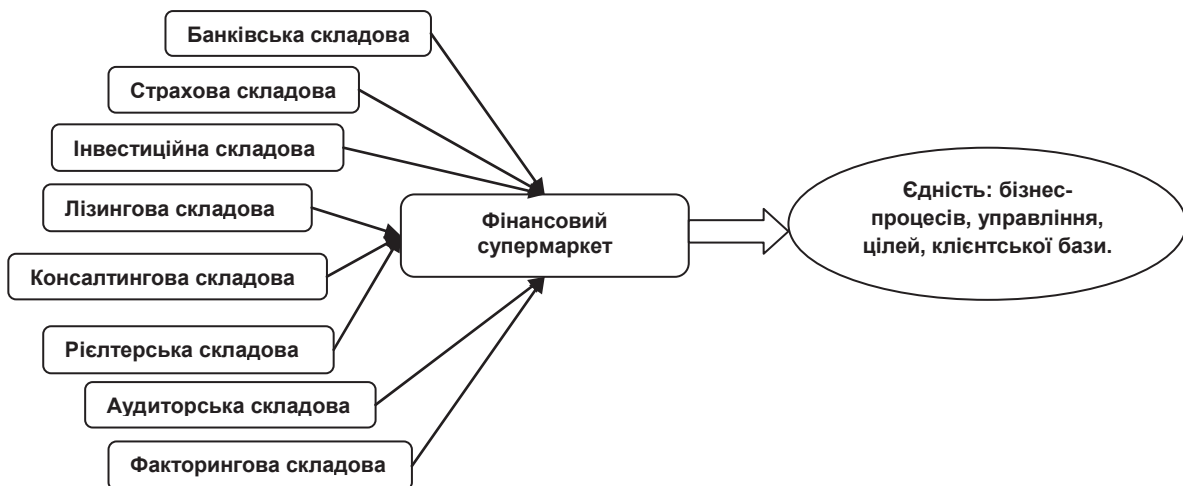 Банківська складова
Страхова складова
Інвестиційна складова
Лізингова складова
Консалтингова складова
Рієлтерська складова
Аудиторська складова
Факторингова складова
Фінансовий
супермаркет
Єдність: бізнес-
процесів, управління,
цілей, клієнтської бази.